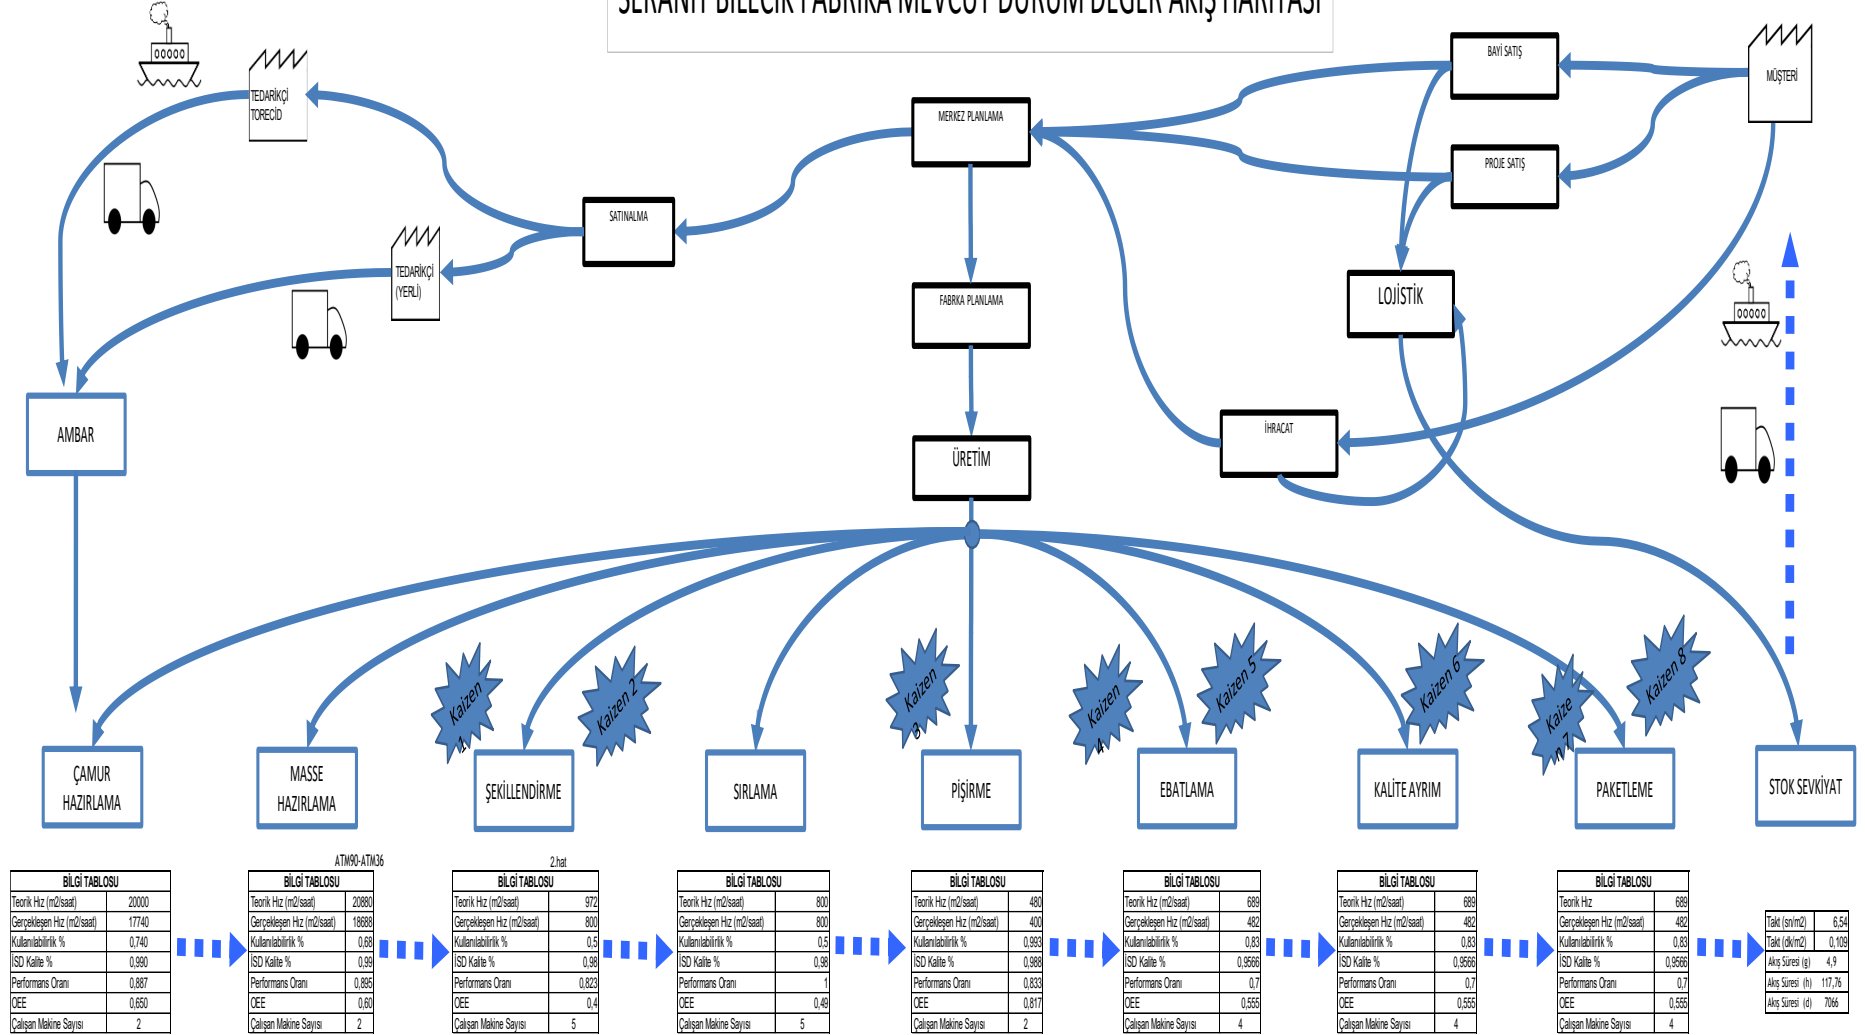 SERANİT BİLECİK FABRİKA MEVCUT DURUM DEĞER AKIŞ HARİTASI
BAYİ SATIŞ
MÜŞTERİ
TEDARİKÇİ
TORECİD
MERKEZ PLANLAMA
PROJE SATIŞ
SATINALMA
TEDARİKÇİ
(YERLİ)
FABRKA PLANLAMA
LOJİSTİK
AMBAR
ÜRETİM
İHRACAT
Kaizen
1
Kaizen 2
Kaizen
3
Kaizen
4
Kaizen 5
Kaizen 6
Kaize
n 7
Kaizen 8
ÇAMUR
HAZIRLAMA
MASSE
HAZIRLAMA
ŞEKİLLENDİRME
SIRLAMA
PİŞİRME
EBATLAMA
KALİTE AYRIM
PAKETLEME
STOK SEVKİYAT
BİLGİ TABLOSU
Teorik Hız (m2/saat) 20000
Gerçekleşen Hız (m2/saat) 17740
Kullanılabilirlik % 0,740
İSD Kalite % 0,990
Performans Oranı 0,887
OEE 0,650
Çalışan Makine Sayısı 2
ATM90-ATM36
BİLGİ TABLOSU
Teorik Hız (m2/saat) 20880
Gerçekleşen Hız (m2/saat) 18688
Kullanılabilirlik % 0,68
İSD Kalite % 0,99
Performans Oranı 0,895
OEE 0,60
Çalışan Makine Sayısı 2
2.hat
BİLGİ TABLOSU
Teorik Hız (m2/saat) 972
Gerçekleşen Hız (m2/saat) 800
Kullanılabilirlik % 0,5
İSD Kalite % 0,98
Performans Oranı 0,823
OEE 0,4
Çalışan Makine Sayısı 5
BİLGİ TABLOSU
Teorik Hız (m2/saat) 800
Gerçekleşen Hız (m2/saat) 800
Kullanılabilirlik % 0,5
İSD Kalite % 0,98
Performans Oranı 1
OEE 0,49
Çalışan Makine Sayısı 5
BİLGİ TABLOSU
Teorik Hız (m2/saat) 480
Gerçekleşen Hız (m2/saat) 400
Kullanılabilirlik % 0,993
İSD Kalite % 0,988
Performans Oranı 0,833
OEE 0,817
Çalışan Makine Sayısı 2
BİLGİ TABLOSU
Teorik Hız (m2/saat) 689
Gerçekleşen Hız (m2/saat) 482
Kullanılabilirlik % 0,83
İSD Kalite % 0,9566
Performans Oranı 0,7
OEE 0,555
Çalışan Makine Sayısı 4
BİLGİ TABLOSU
Teorik Hız (m2/saat) 689
Gerçekleşen Hız (m2/saat) 482
Kullanılabilirlik % 0,83
İSD Kalite % 0,9566
Performans Oranı 0,7
OEE 0,555
Çalışan Makine Sayısı 4
BİLGİ TABLOSU
Teorik Hız 689
Gerçekleşen Hız (m2/saat) 482
Kullanılabilirlik % 0,83
İSD Kalite % 0,9566
Performans Oranı 0,7
OEE 0,555
Çalışan Makine Sayısı 4
Takt (sn/m2) 6,54
Takt (dk/m2) 0,109
Akış Süresi (g) 4,9
Akış Süresi (h) 117,76
Akış Süresi (d) 7066